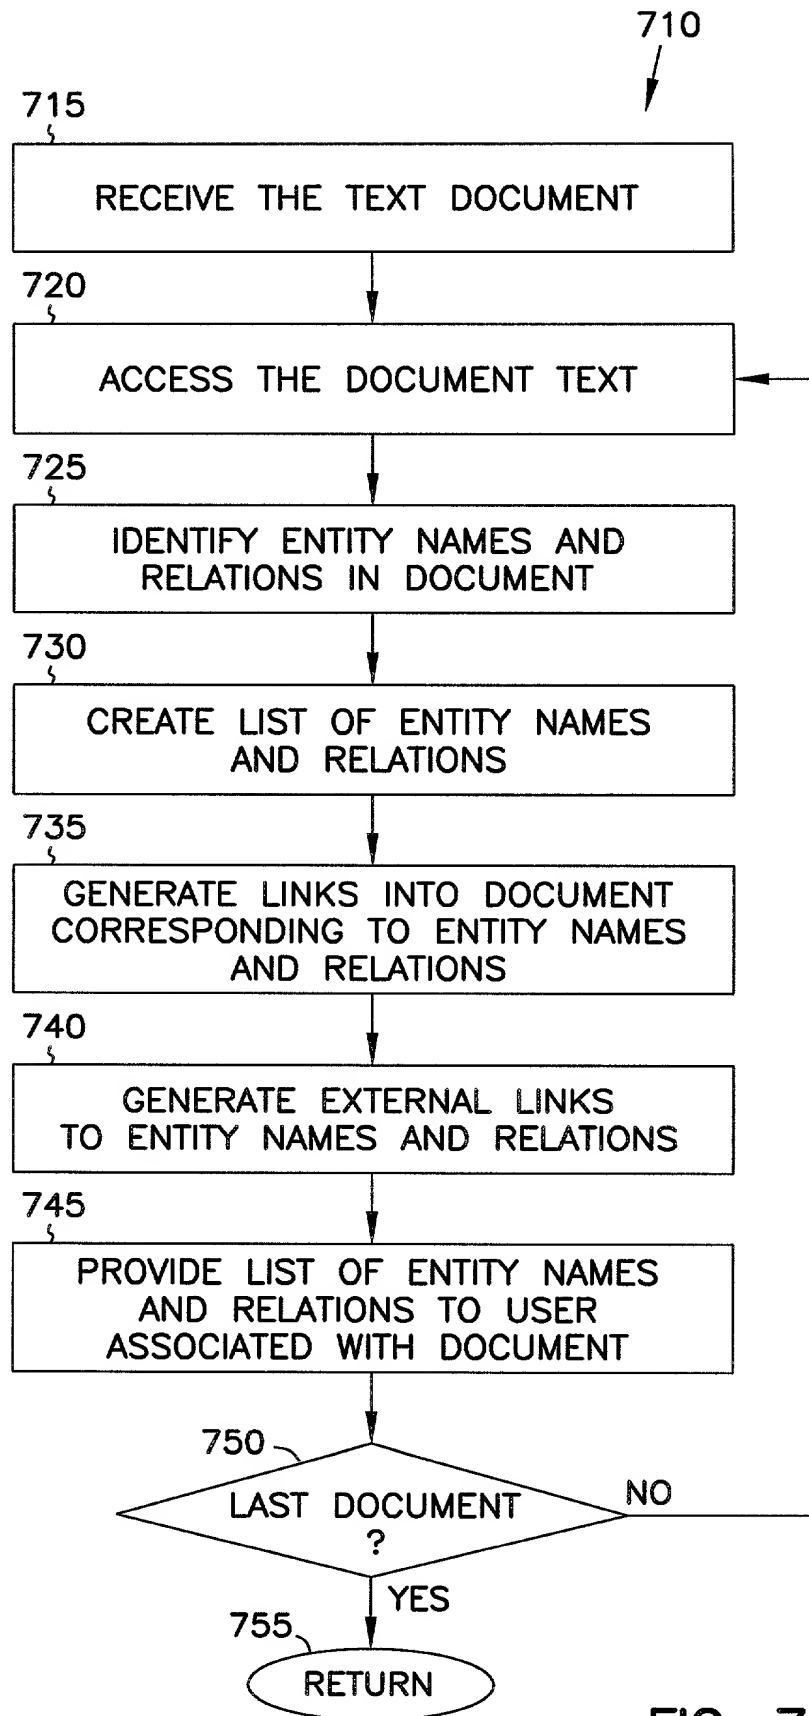 710
715
RECEIVE THE TEXT DOCUMENT
720
ACCESS THE DOCUMENT TEXT
725
IDENTIFY ENTITY NAMES AND
RELATIONS IN DOCUMENT
730
CREATE LIST OF ENTITY NAMES
AND RELATIONS
735
GENERATE LINKS INTO DOCUMENT
CORRESPONDING TO ENTITY NAMES
AND RELATIONS
740
GENERATE EXTERNAL LINKS
TO ENTITY NAMES AND RELATIONS
745
PROVIDE LIST OF ENTITY NAMES
AND RELATIONS TO USER
ASSOCIATED WITH DOCUMENT
750
LAST DOCUMENT
?
NO
YES
755
RETURN
FIG. 7